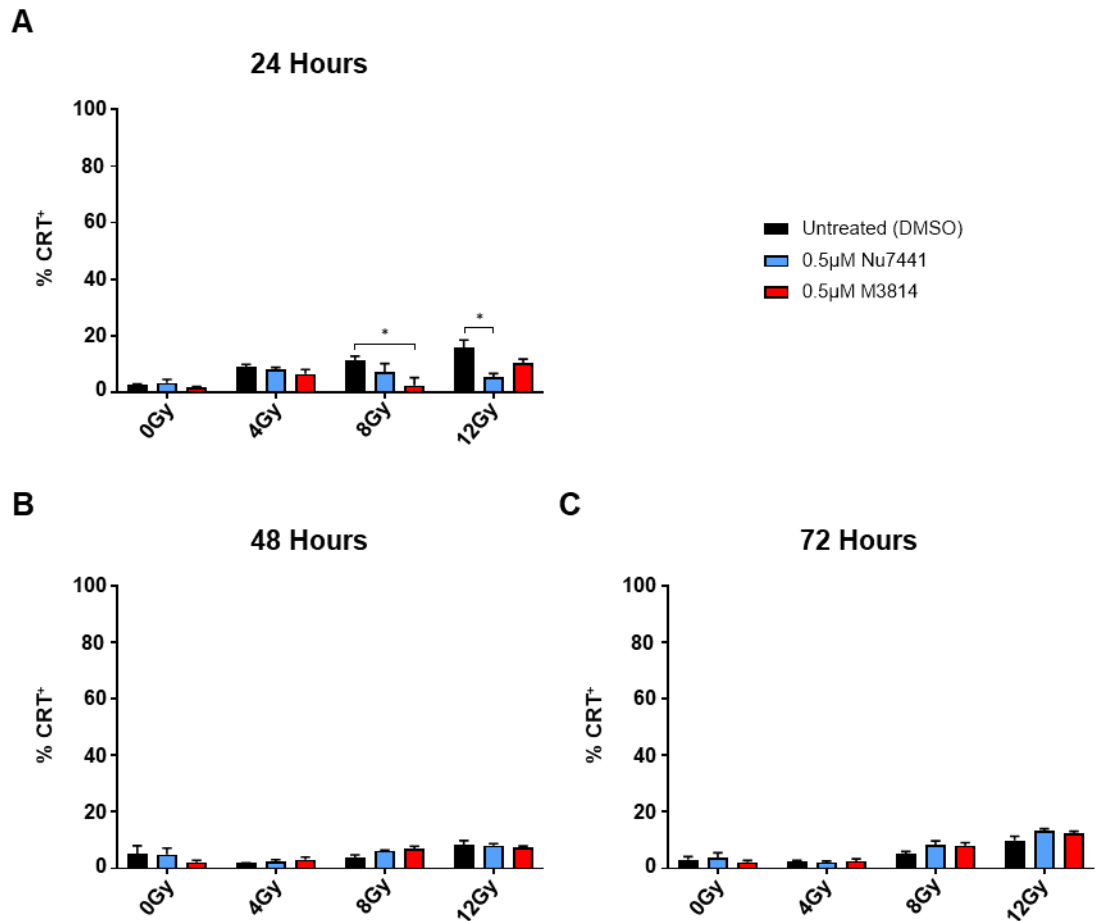 A
24 Hours
% CRT⁺
100
80
60
40
20
0
0Gy
4Gy
8Gy
12Gy
*
*
Untreated (DMSO)
0.5µM Nu7441
0.5µM M3814
B
48 Hours
% CRT⁺
100
80
60
40
20
0
0Gy
4Gy
8Gy
12Gy
C
72 Hours
% CRT⁺
100
80
60
40
20
0
0Gy
4Gy
8Gy
12Gy